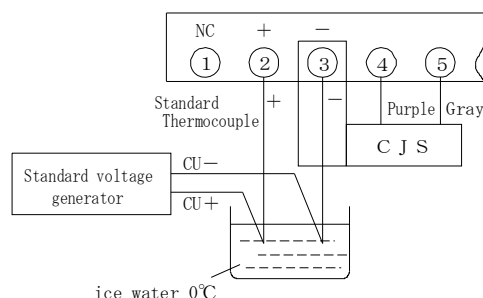 NC + −
① ② ③ ④ ⑤
Standard
Thermocouple
+ −
Purple Gray
CJS
Standard voltage
generator
CU−
CU+
ice water 0℃